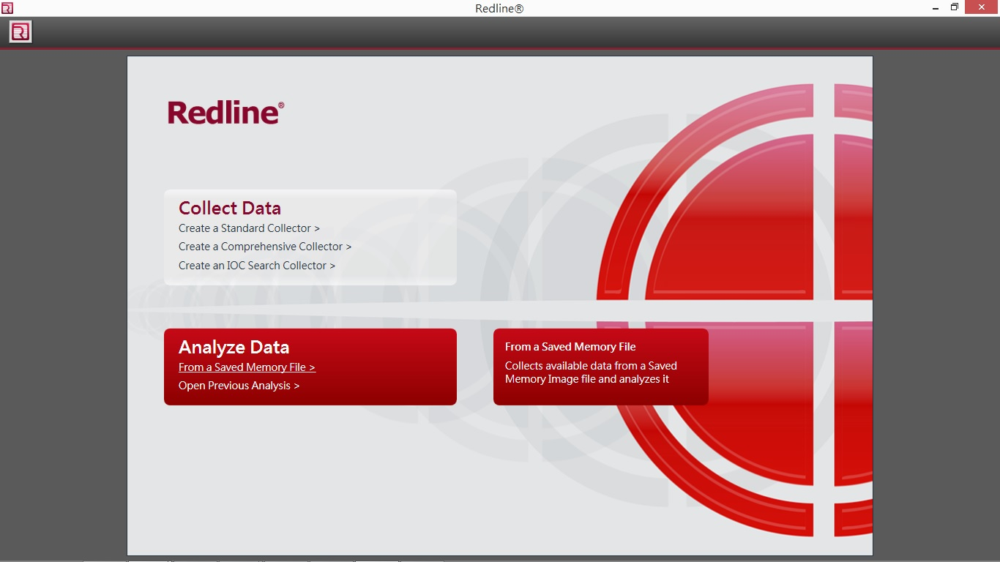 Redline®
Redline®
Collect Data
Create a Standard Collector >
Create a Comprehensive Collector >
Create an IOC Search Collector >
Analyze Data
From a Saved Memory File >
Open Previous Analysis >
From a Saved Memory File
Collects available data from a Saved
Memory Image file and analyzes it